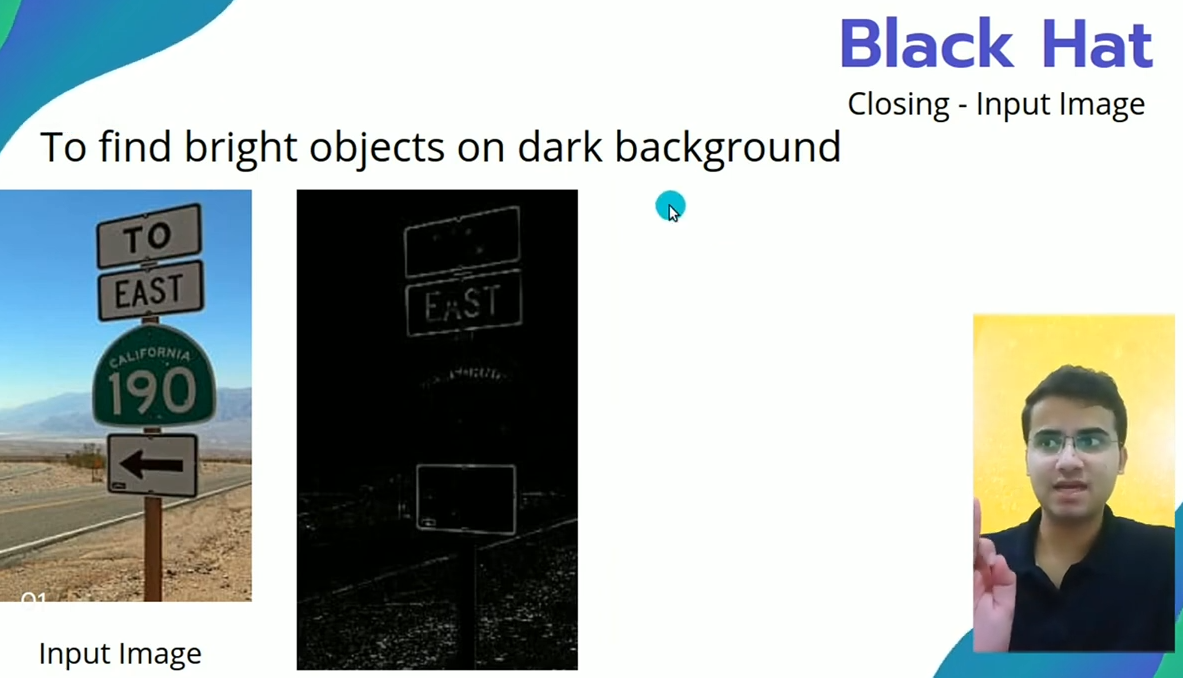 Black Hat
Closing - Input Image
To find bright objects on dark background
TO
EAST
CALIFORNIA
190
EAST
01
Input Image